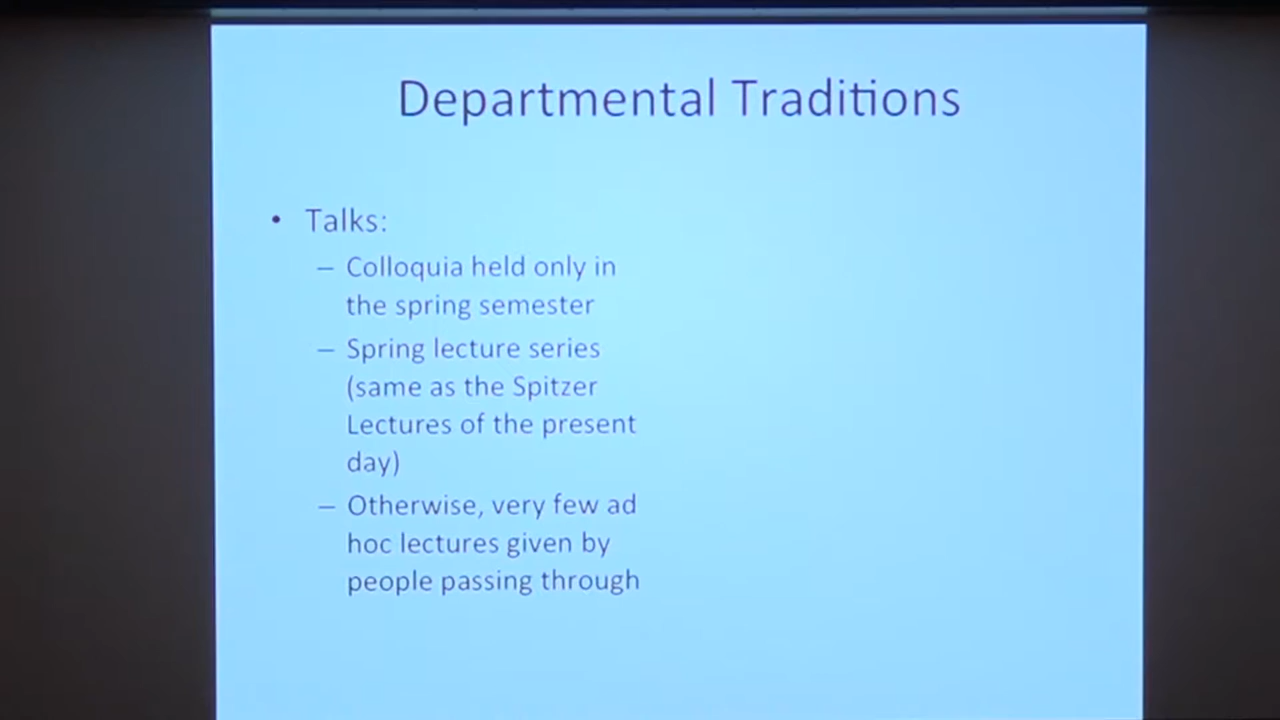 Departmental Traditions
• Talks:
– Colloquia held only in
the spring semester
– Spring lecture series
(same as the Spitzer
Lectures of the present
day)
– Otherwise, very few ad
hoc lectures given by
people passing through